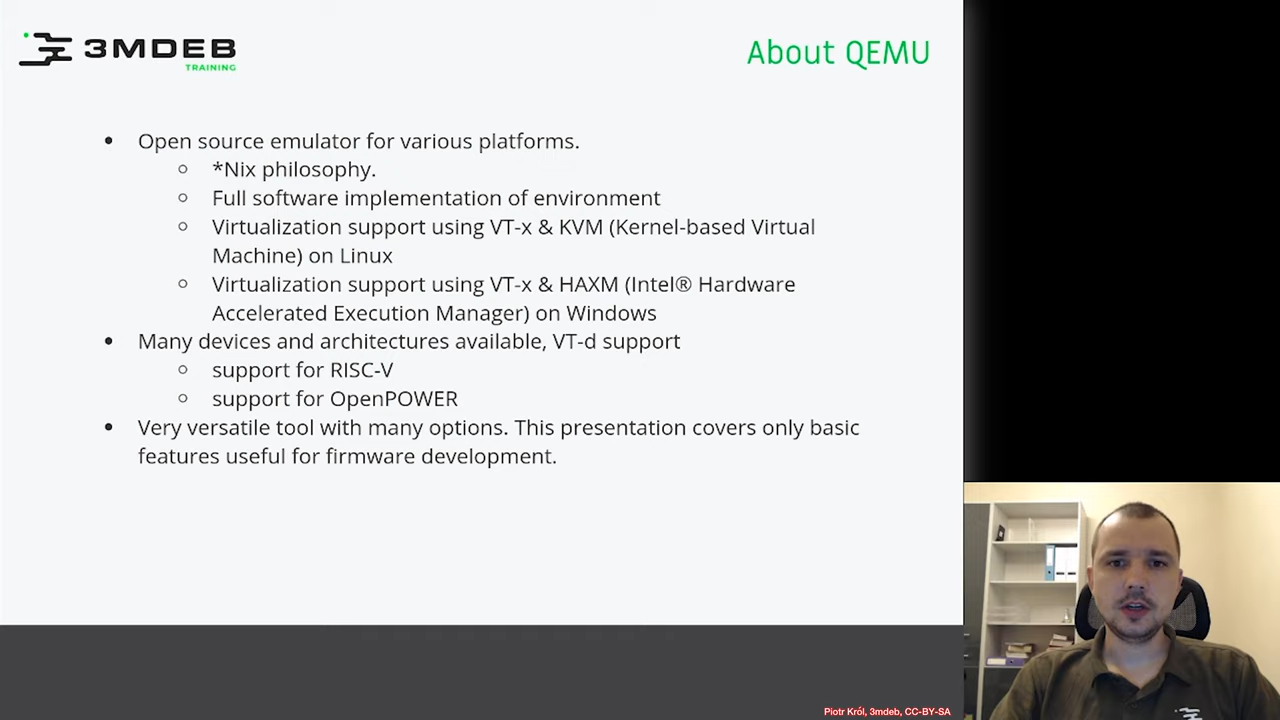 3MDEB
TRAINING
About QEMU
• Open source emulator for various platforms.
○ *Nix philosophy.
○ Full software implementation of environment
○ Virtualization support using VT-x & KVM (Kernel-based Virtual
Machine) on Linux
○ Virtualization support using VT-x & HAXM (Intel® Hardware
Accelerated Execution Manager) on Windows
• Many devices and architectures available, VT-d support
○ support for RISC-V
○ support for OpenPOWER
• Very versatile tool with many options. This presentation covers only basic
features useful for firmware development.
Piotr Król, 3mdeb, CC-BY-SA